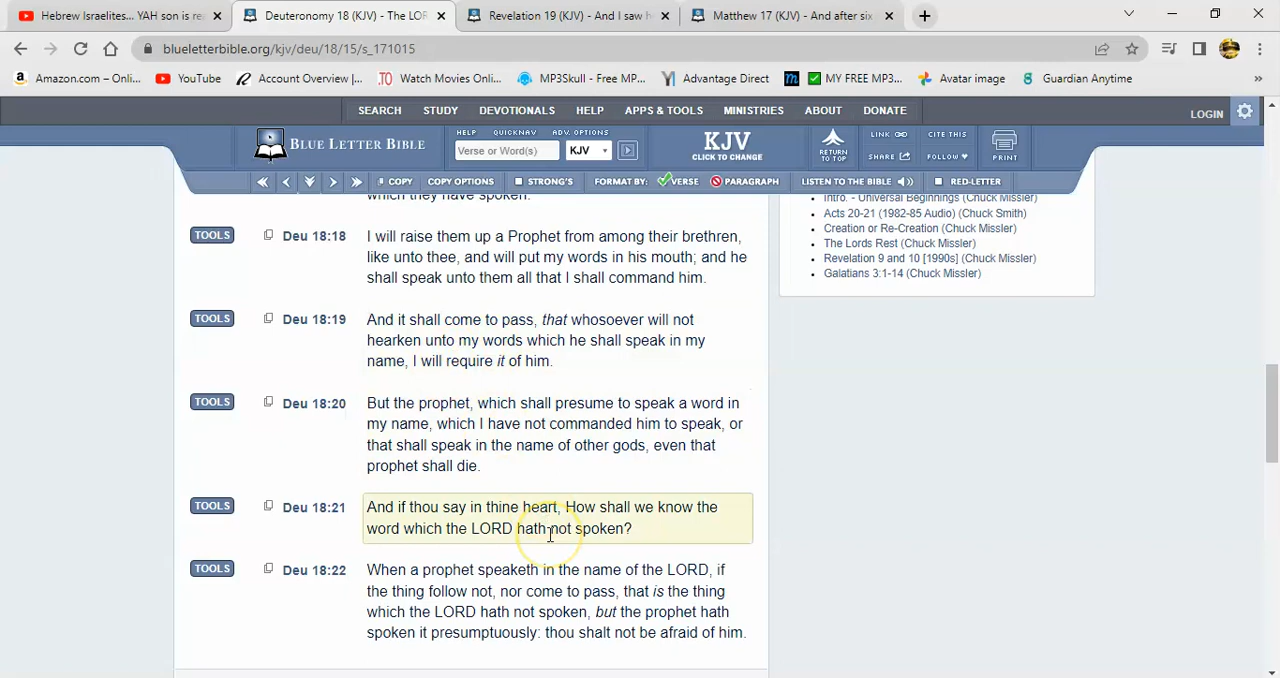 Hebrew Israelites... YAH son is re
Deuteronomy 18 (KJV) - The LOR
Revelation 19 (KJV) - And I saw h
Matthew 17 (KJV) - And after six
blueletterbible.org/kjv/deu/18/15/s_171015
Amazon.com – Onli...
YouTube
Account Overview |...
Watch Movies Onlin...
MP3Skull - Free MP...
Advantage Direct
MY FREE MP3...
Avatar image
Guardian Anytime
SEARCH STUDY DEVOTIONALS HELP APPS & TOOLS MINISTRIES ABOUT DONATE
LOGIN
BLUE LETTER BIBLE
HELP QUICKNAV ADV. OPTIONS
Verse or Word(s)
KJV
KJV
CLICK TO CHANGE
RETURN
TO TOP
LINK
SHARE
CITE THIS
FOLLOW
PRINT
COPY COPY OPTIONS STRONG'S FORMAT BY: VERSE PARAGRAPH LISTEN TO THE BIBLE RED-LETTER
which they have spoken.
TOOLS Deu 18:18 I will raise them up a Prophet from among their brethren,
like unto thee, and will put my words in his mouth; and he
shall speak unto them all that I shall command him.
TOOLS Deu 18:19 And it shall come to pass, that whosoever will not
hearken unto my words which he shall speak in my
name, I will require it of him.
TOOLS Deu 18:20 But the prophet, which shall presume to speak a word in
my name, which I have not commanded him to speak, or
that shall speak in the name of other gods, even that
prophet shall die.
TOOLS Deu 18:21 And if thou say in thine heart, How shall we know the
word which the LORD hath not spoken?
TOOLS Deu 18:22 When a prophet speaketh in the name of the LORD, if
the thing follow not, nor come to pass, that is the thing
which the LORD hath not spoken, but the prophet hath
spoken it presumptuously: thou shalt not be afraid of him.
Intro. - Universal Beginnings (Chuck Missler)
Acts 20-21 (1982-85 Audio) (Chuck Smith)
Creation or Re-Creation (Chuck Missler)
The Lords Rest (Chuck Missler)
Revelation 9 and 10 [1990s] (Chuck Missler)
Galatians 3:1-14 (Chuck Missler)